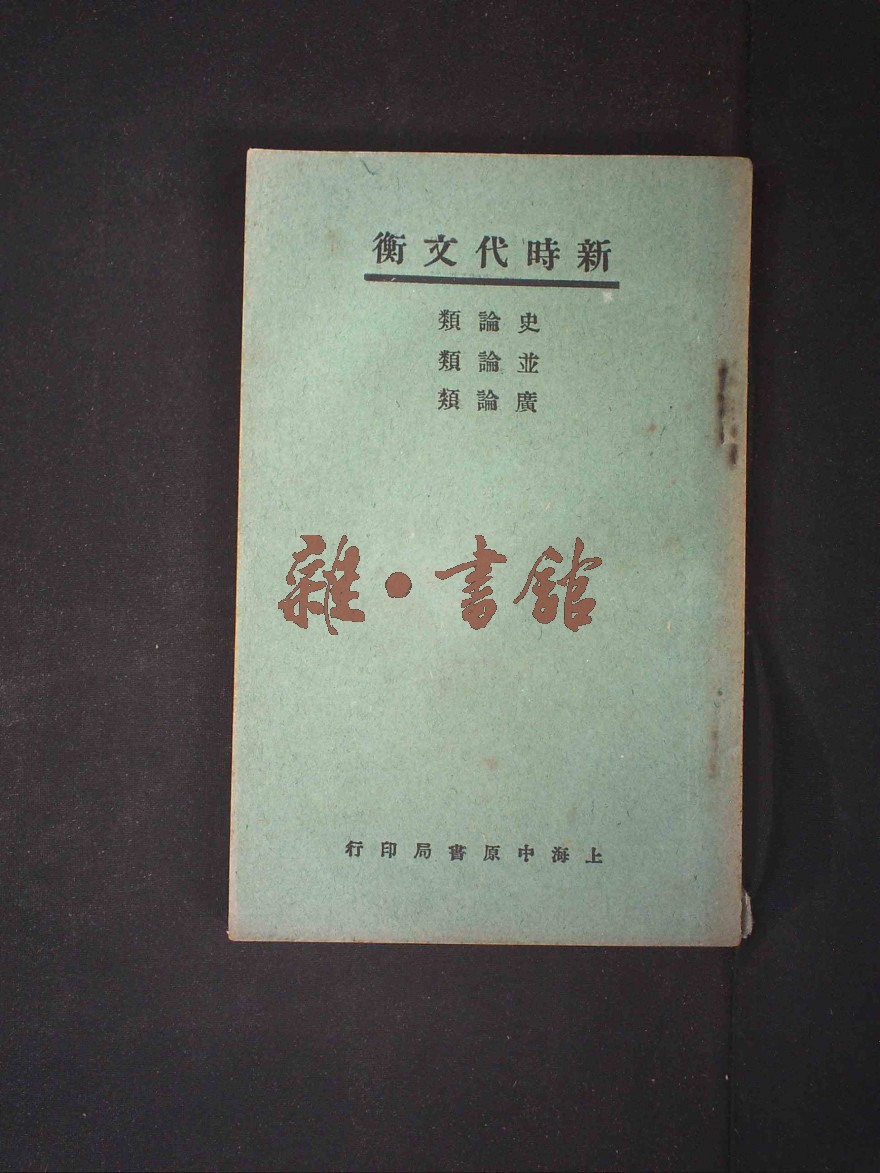 新時代文衡
史論類
並論類
廣論類
雜·書館
上海中原書局印行